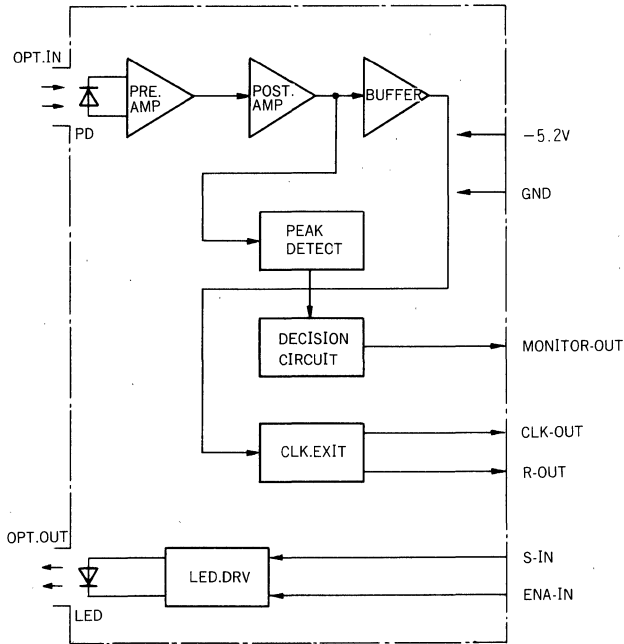 OPT.IN
PD
PRE.
AMP
POST.
AMP
BUFFER
−5.2V
GND
PEAK
DETECT
DECISION
CIRCUIT
MONITOR-OUT
CLK.EXIT
CLK-OUT
R-OUT
OPT.OUT
LED
LED.DRV
S-IN
ENA-IN